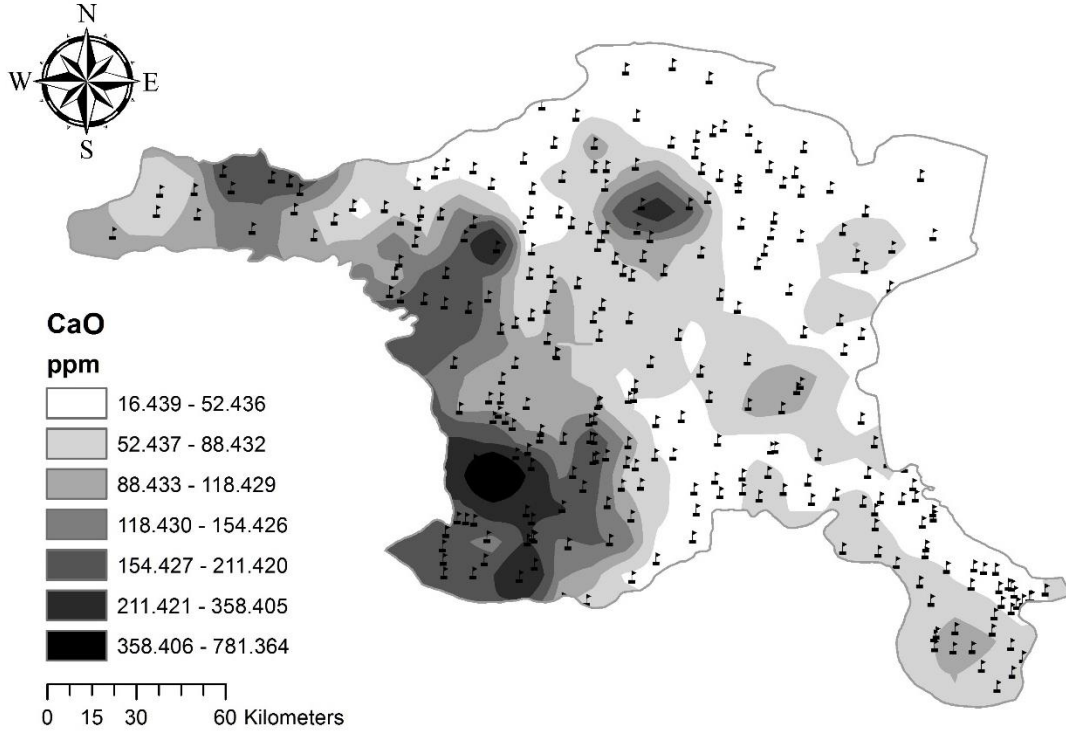 N
W E
S
CaO
ppm
16.439 - 52.436
52.437 - 88.432
88.433 - 118.429
118.430 - 154.426
154.427 - 211.420
211.421 - 358.405
358.406 - 781.364
0 15 30 60 Kilometers